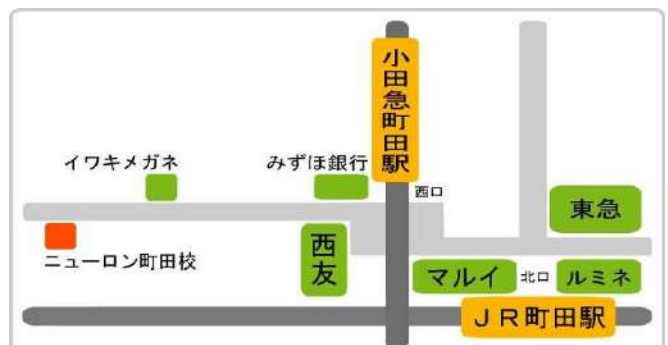 小田急町田駅
イワキメガネ
みずほ銀行
西口
東急
ニューロン町田校
西友
マルイ
北口
ルミネ
JR町田駅